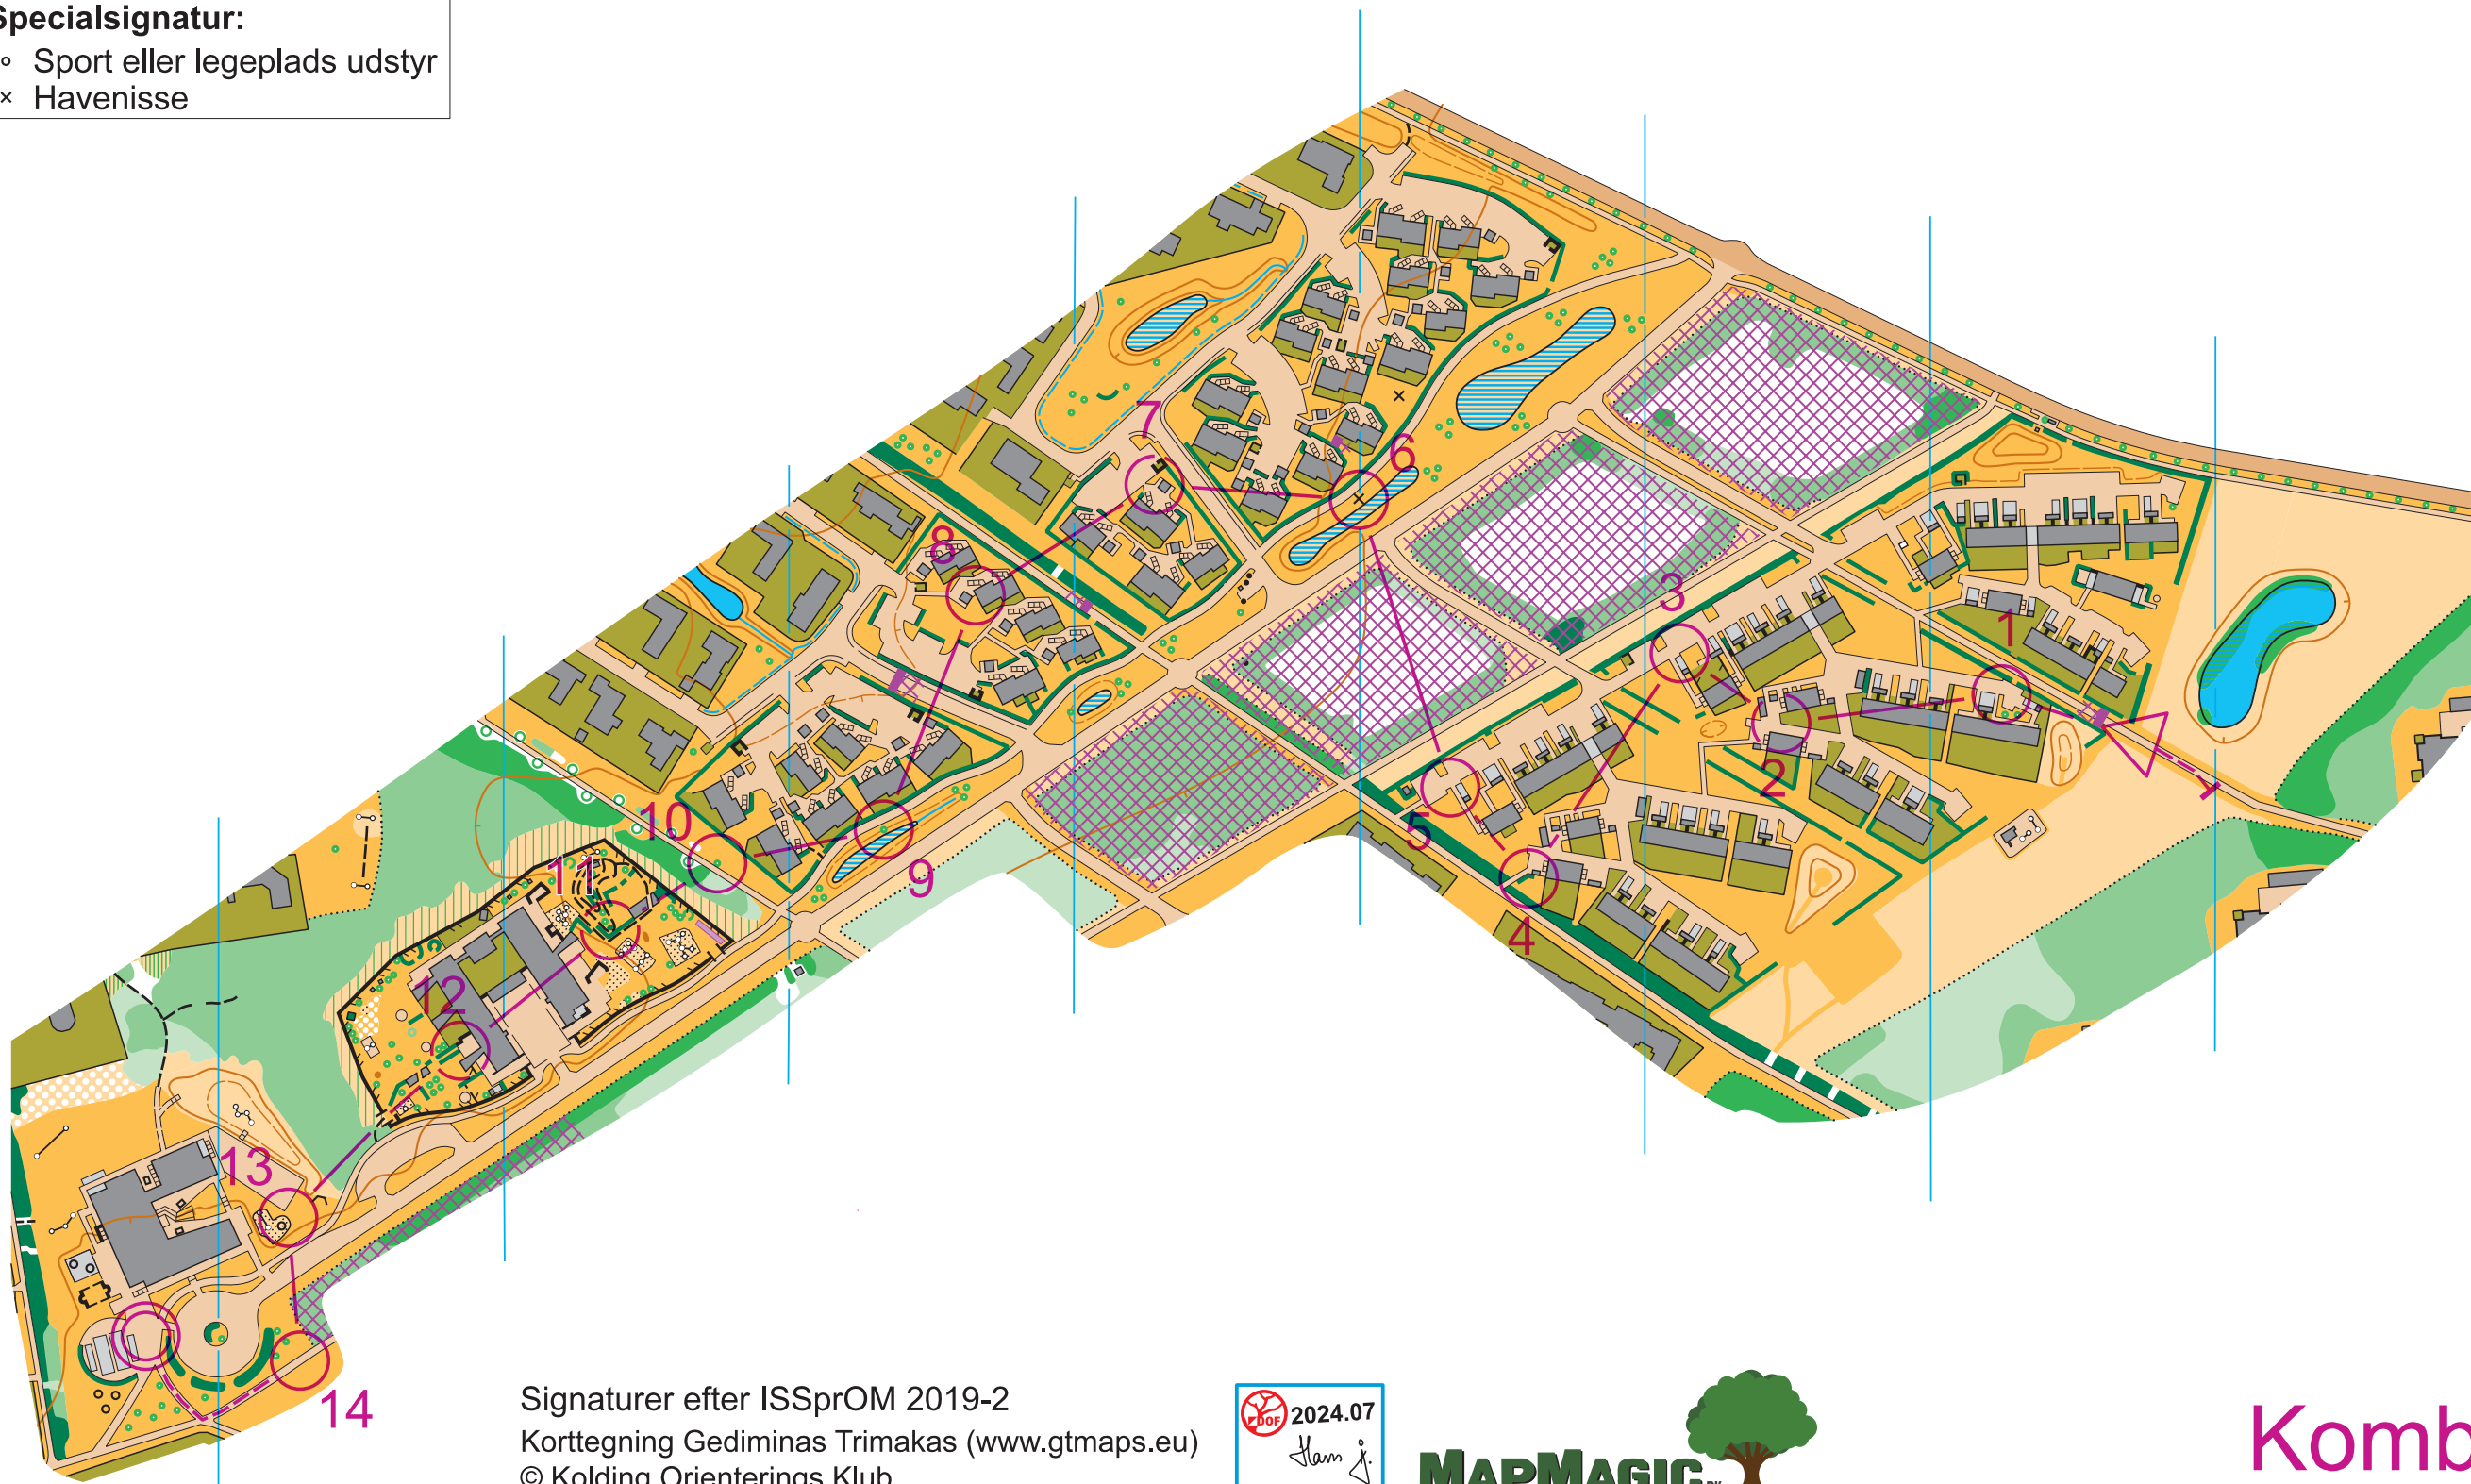 Specialsignatur:
Sport eller legeplads udstyr
× Havenisse
7
6
8
3
1
2
10
5
11
9
4
12
13
14
Signaturer efter ISSprOM 2019-2
Korttegning Gediminas Trimakas (www.gtmaps.eu)
© Kolding Orienterings Klub
DOF 2024.07
MAPMAGIC
Komb